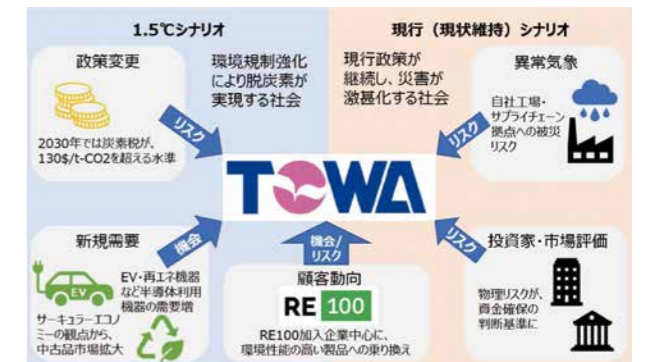 1.5℃シナリオ
現行（現状維持）シナリオ
政策変更
2030年では炭素税が、
130$/t-CO2を超える水準
リスク
環境規制強化
により脱炭素が
実現する社会
現行政策が
継続し、災害が
激甚化する社会
異常気象
自社工場・
サプライチェーン
拠点への被災
リスク
リスク
TOWA
新規需要
EV
EV・再エネ機器
など半導体利用
機器の需要増
サーキュラーエコノ
ミーの観点から、
中古品市場拡大
機会
機会/
リスク
顧客動向
RE100
RE100加入企業中心に、
環境性能の高い製品への乗り換え
リスク
投資家・市場評価
物理リスクが、
資金確保の
判断基準に